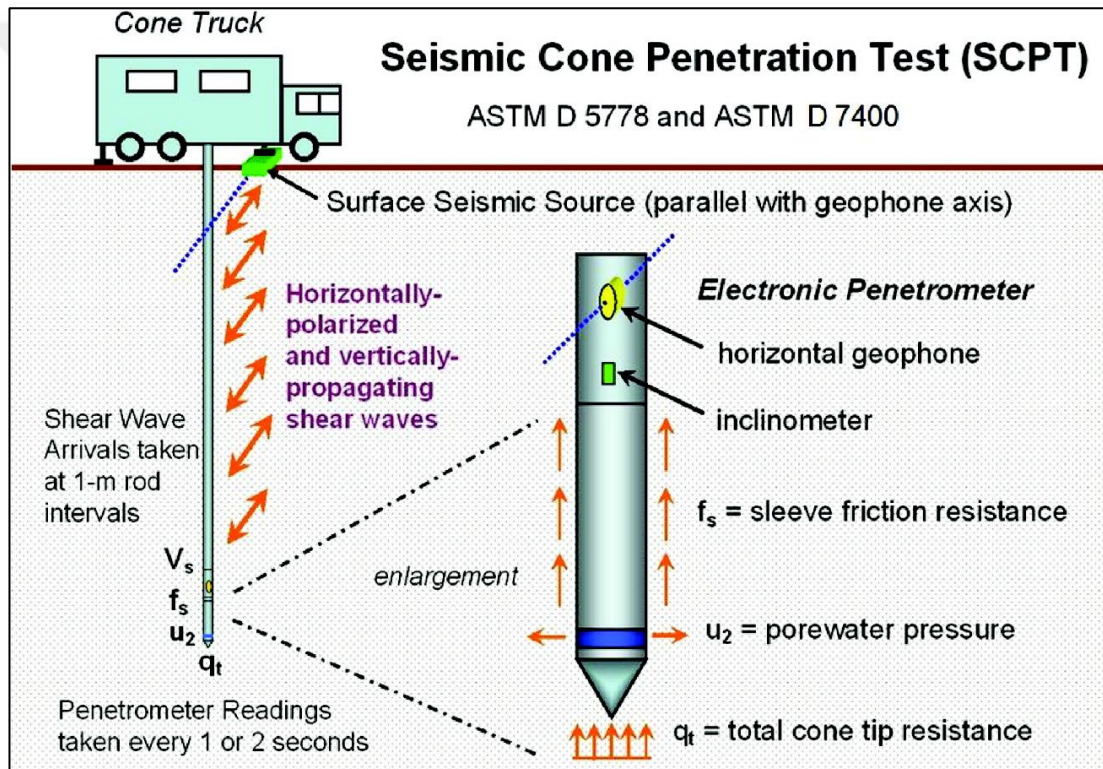 Cone Truck
Seismic Cone Penetration Test (SCPT)
ASTM D 5778 and ASTM D 7400
Surface Seismic Source (parallel with geophone axis)
Horizontally-
polarized
and vertically-
propagating
shear waves
Electronic Penetrometer
horizontal geophone
inclinometer
Shear Wave
Arrivals taken
at 1-m rod
intervals
fs = sleeve friction resistance
enlargement
Vs
fs
u2
qt
u2 = porewater pressure
Penetrometer Readings
taken every 1 or 2 seconds
qt = total cone tip resistance